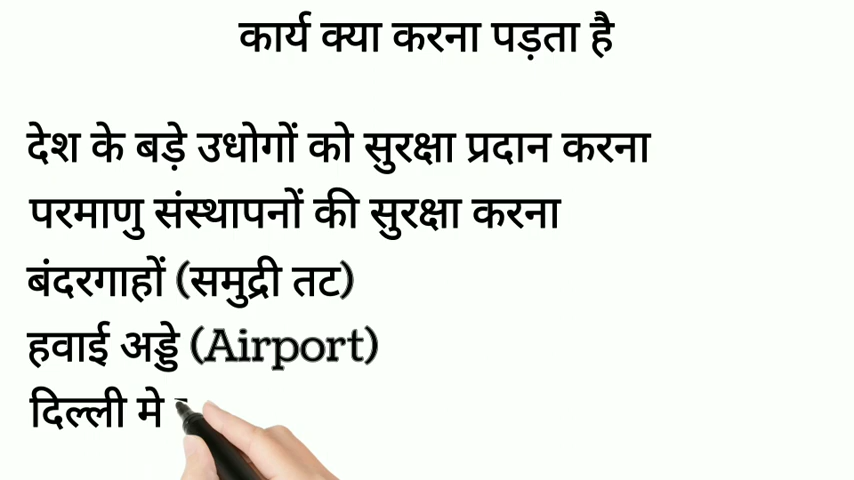 कार्य क्या करना पड़ता है
देश के बड़े उधोगों को सुरक्षा प्रदान करना
परमाणु संस्थापनों की सुरक्षा करना
बंदरगाहों (समुद्री तट)
हवाई अड्डे (Airport)
दिल्ली मे